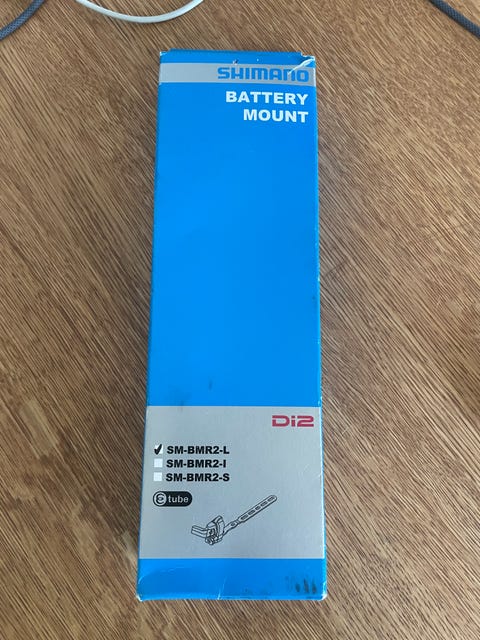 SHIMANO
BATTERY
MOUNT
Di2
SM-BMR2-L
SM-BMR2-I
SM-BMR2-S
e tube